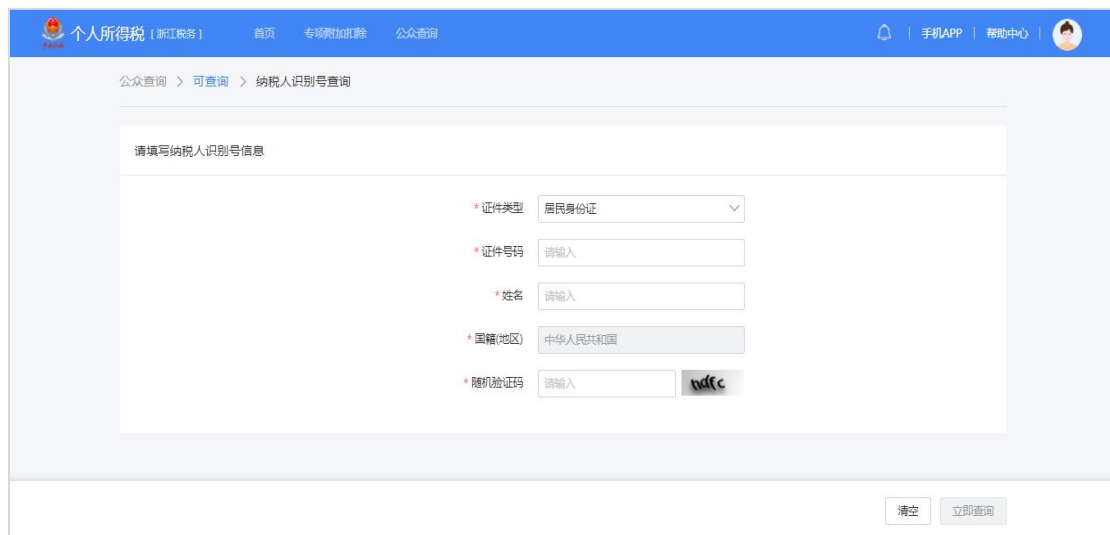 个人所得税 [ 浙江税务 ] 首页 专项附加扣除 公众查询 | 手机APP | 帮助中心 |
公众查询 > 可查询 > 纳税人识别号查询
请填写纳税人识别号信息
* 证件类型 居民身份证
* 证件号码 请输入
* 姓名 请输入
* 国籍(地区) 中华人民共和国
* 随机验证码 请输入 ndfc
清空 立即查询